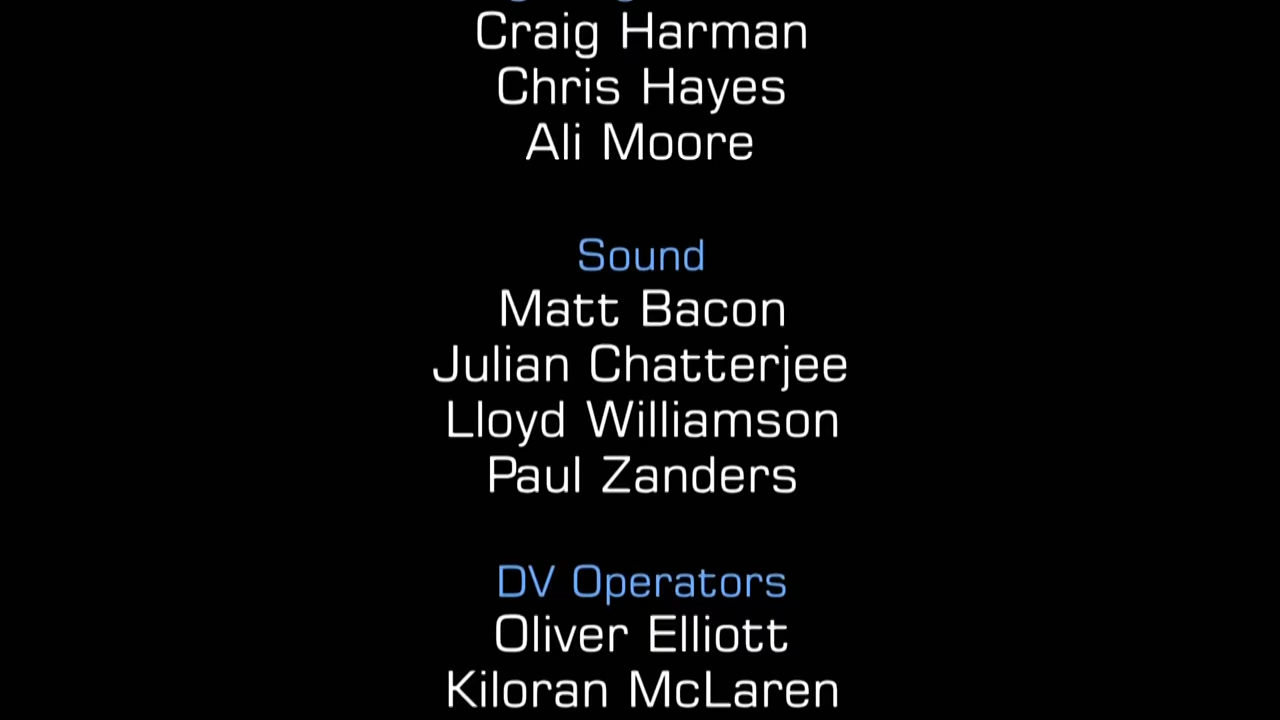 Craig Harman
Chris Hayes
Ali Moore
Sound
Matt Bacon
Julian Chatterjee
Lloyd Williamson
Paul Zanders
DV Operators
Oliver Elliott
Kiloran McLaren